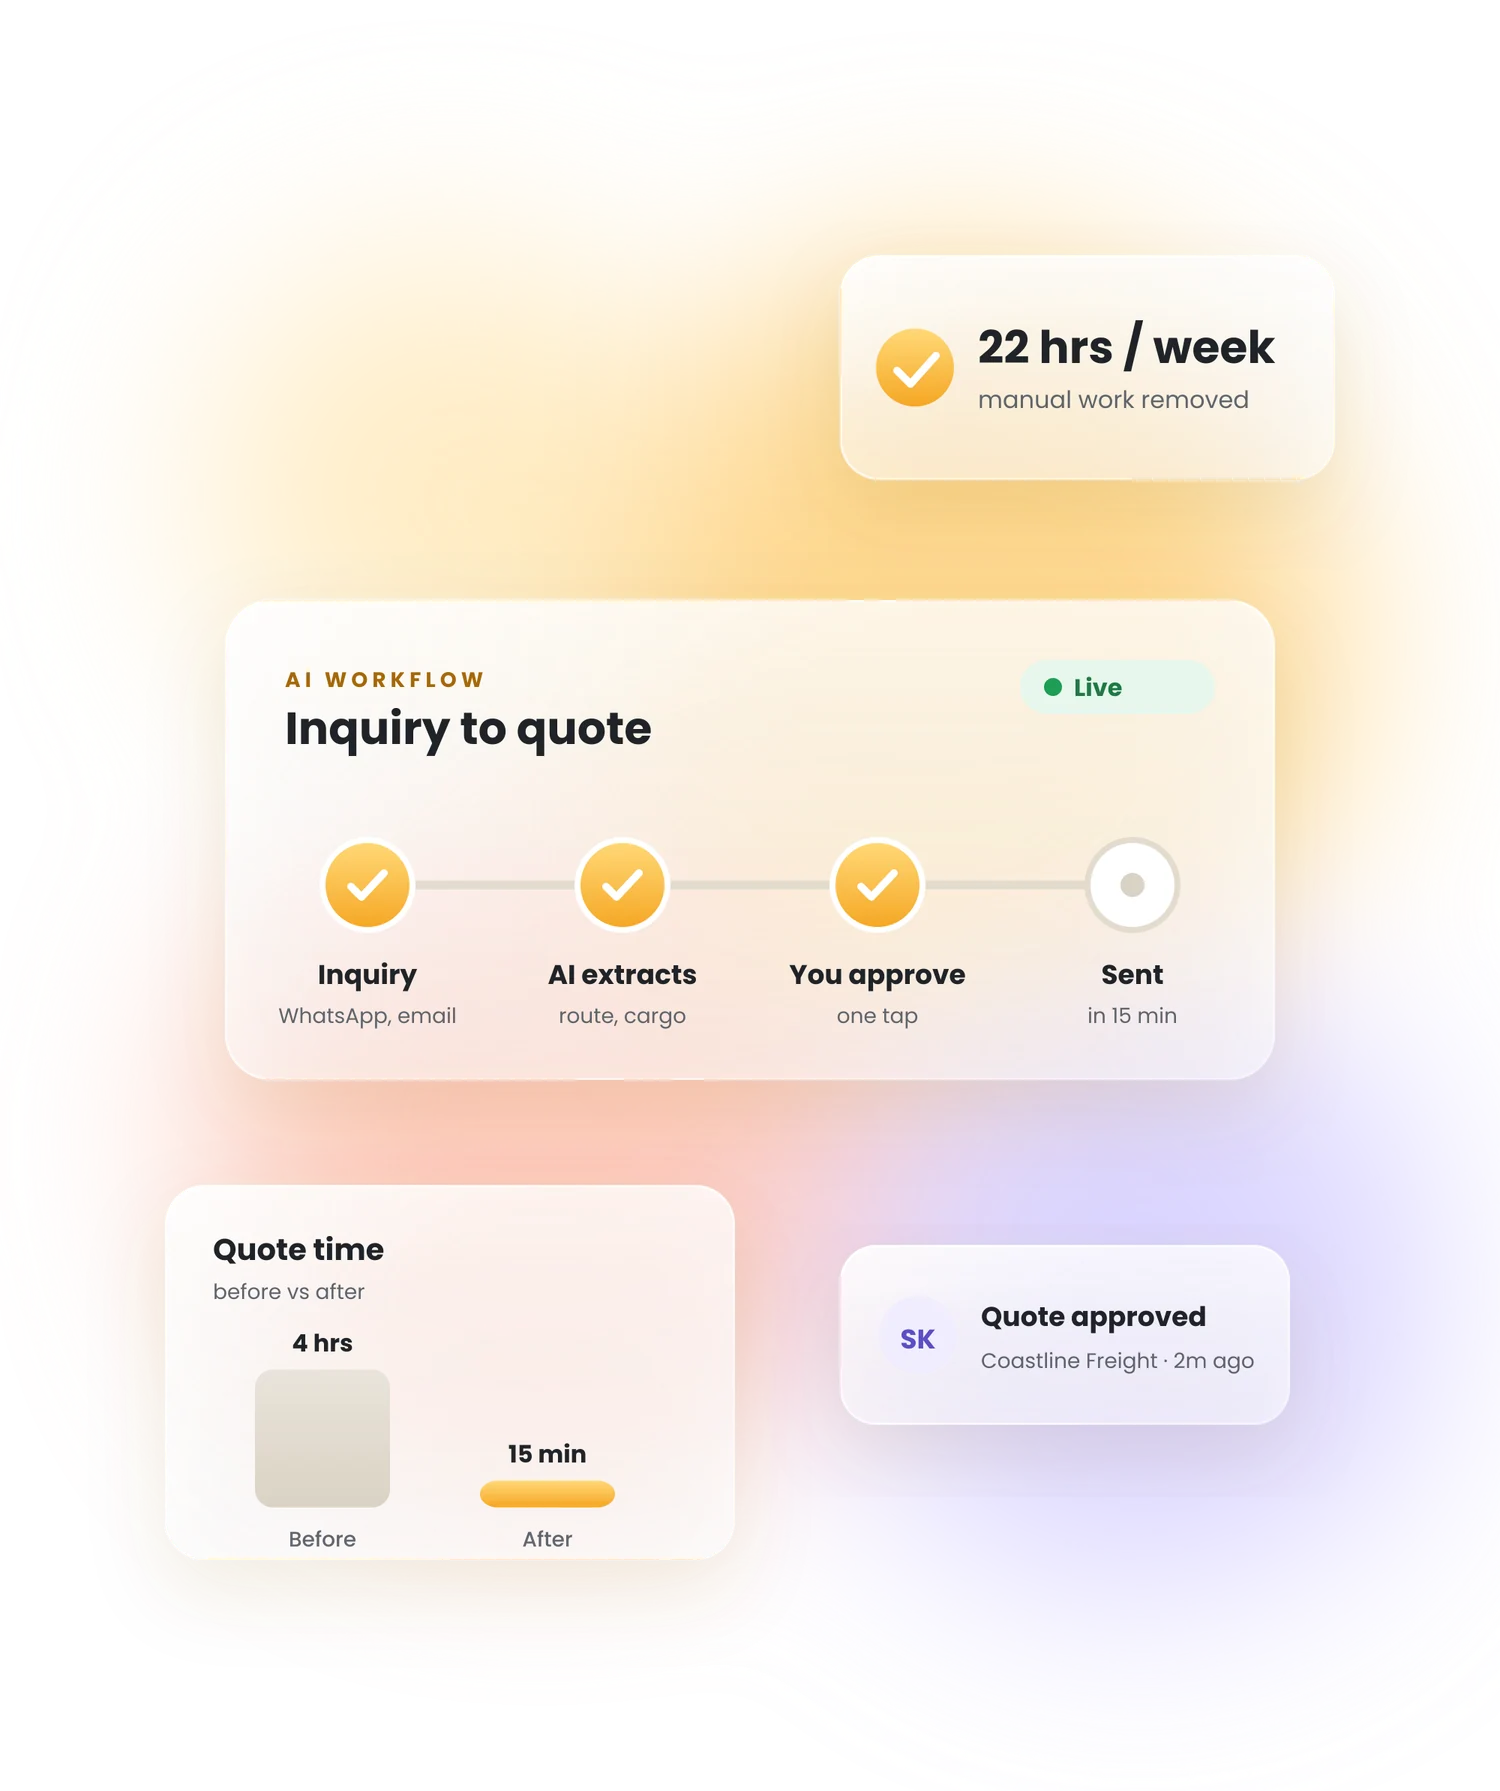 22 hrs / week
manual work removed
AI WORKFLOW
Live
Inquiry to quote
Inquiry
AI extracts
You approve
Sent
WhatsApp, email
route, cargo
one tap
in 15 min
Quote time
before vs after
4 hrs
15 min
Before
After
SK
Quote approved
Coastline Freight · 2m ago